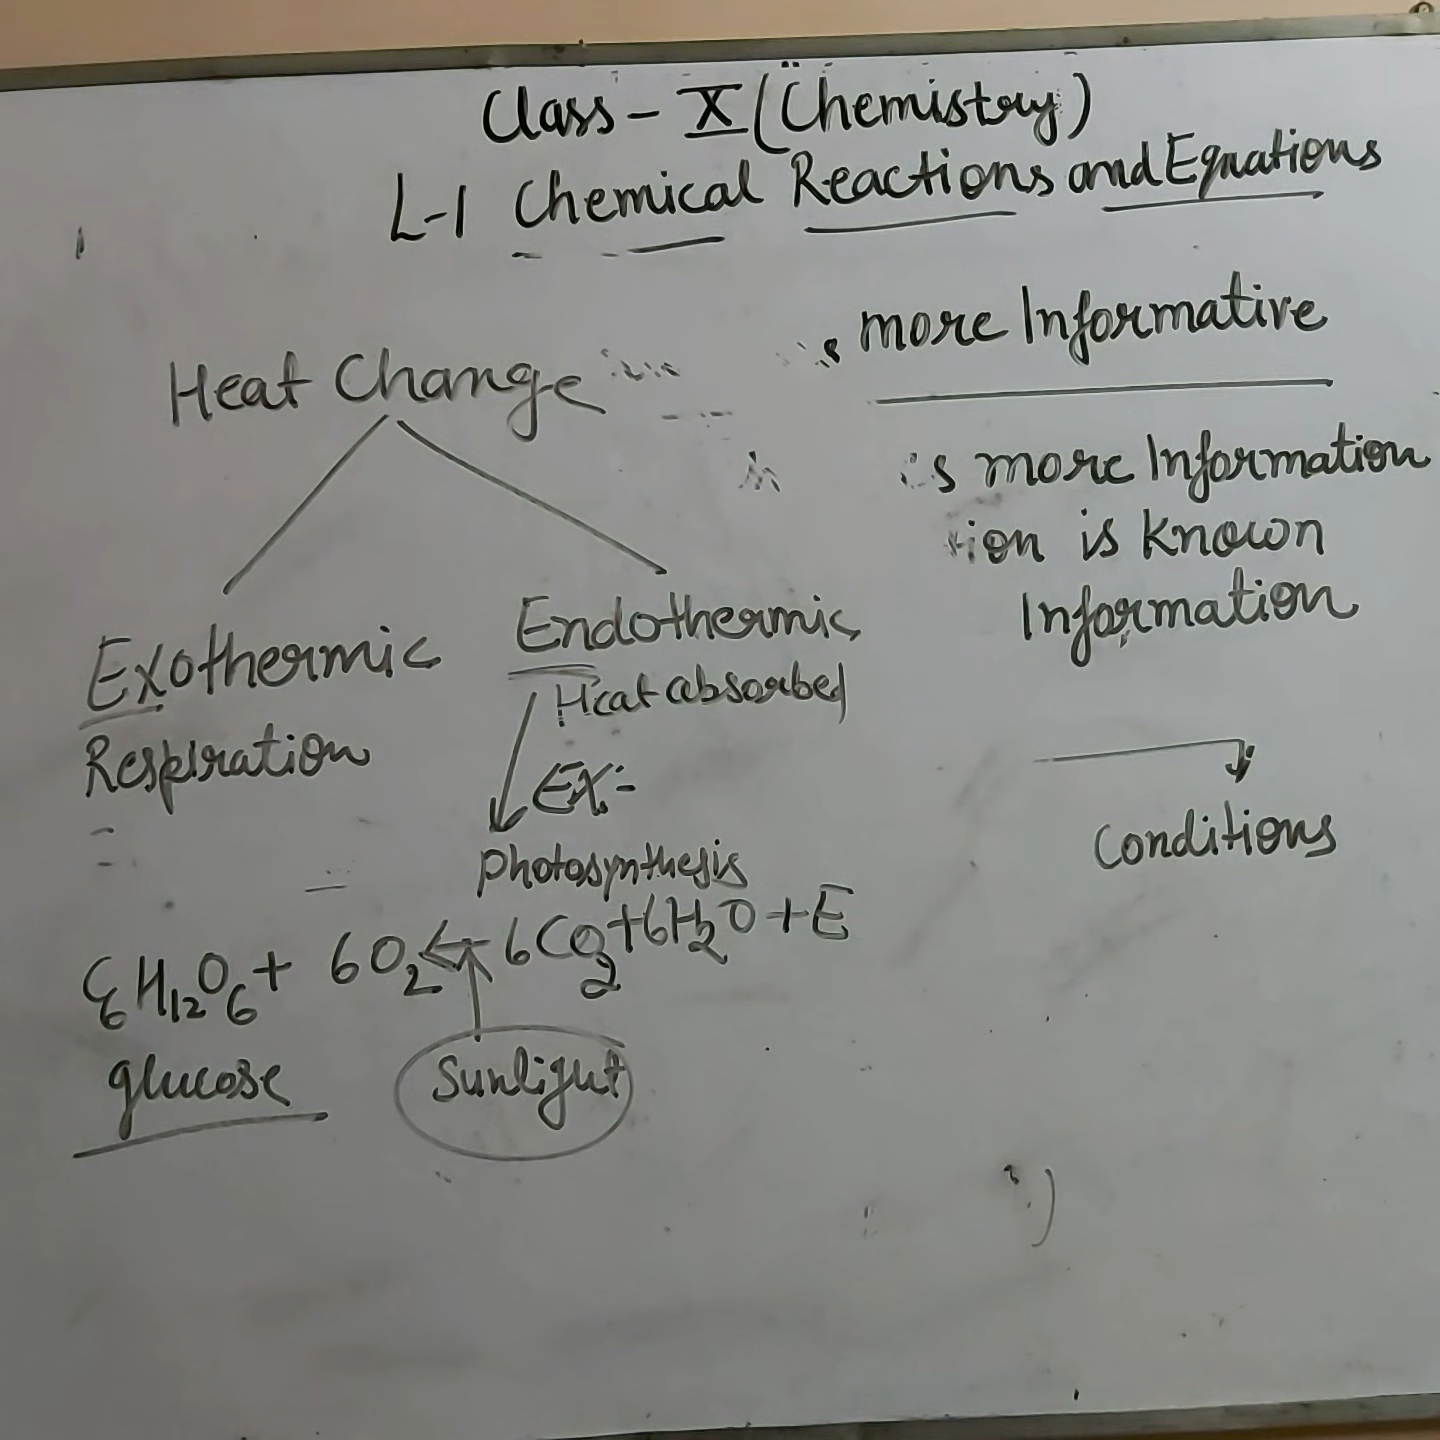 Class - X (Chemistry)
L-1 Chemical Reactions and Equations
more Informative
Heat Change
is more Information
ion is known
Information
Exothermic
Endothermic
Heat absorbed
Respiration
Ex:-
Conditions
Photosynthesis
C6H12O6 + 6O2 ← 6CO2 + 6H2O + E
glucose
Sunlight